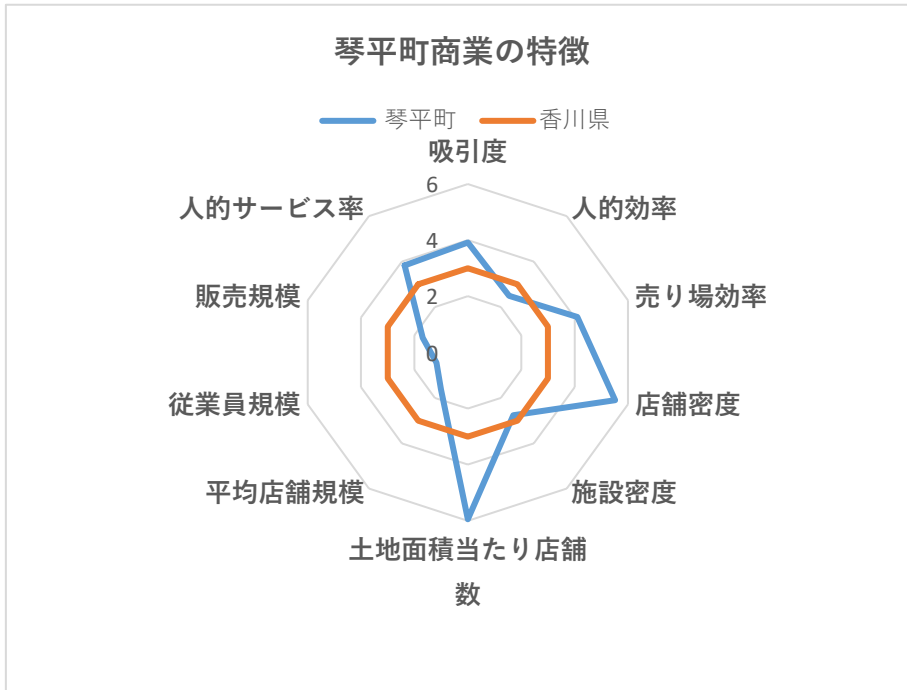 琴平町商業の特徴
琴平町 香川県
吸引度
6
人的サービス率 人的効率
4
販売規模 売り場効率
2
0
従業員規模 店舗密度
平均店舗規模 施設密度
土地面積当たり店舗
数